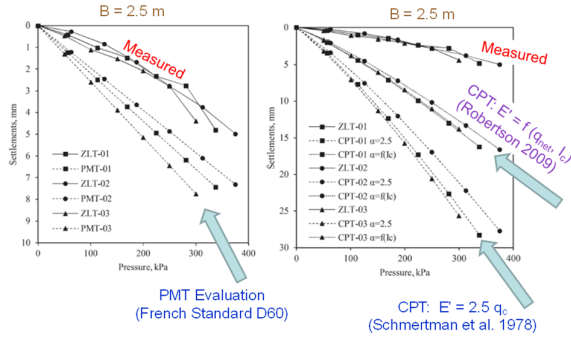 B = 2.5 m
Settlements, mm
0
1
2
3
4
5
6
7
8
9
10
0
100
200
300
400
Pressure, kPa
Measured
ZLT-01
PMT-01
ZLT-02
PMT-02
ZLT-03
PMT-03
PMT Evaluation
(French Standard D60)
B = 2.5 m
Settlements, mm
0
5
10
15
20
25
30
0
100
200
300
400
Pressure, kPa
Measured
ZLT-01
CPT-01 α=2.5
CPT-01 α=f(Ic)
ZLT-02
CPT-02 α=2.5
CPT-02 α=f(Ic)
ZLT-03
CPT-03 α=2.5
CPT-03 α=f(Ic)
CPT: E' = f (qnet, Ic)
(Robertson 2009)
CPT: E' = 2.5 qc
(Schmertman et al. 1978)